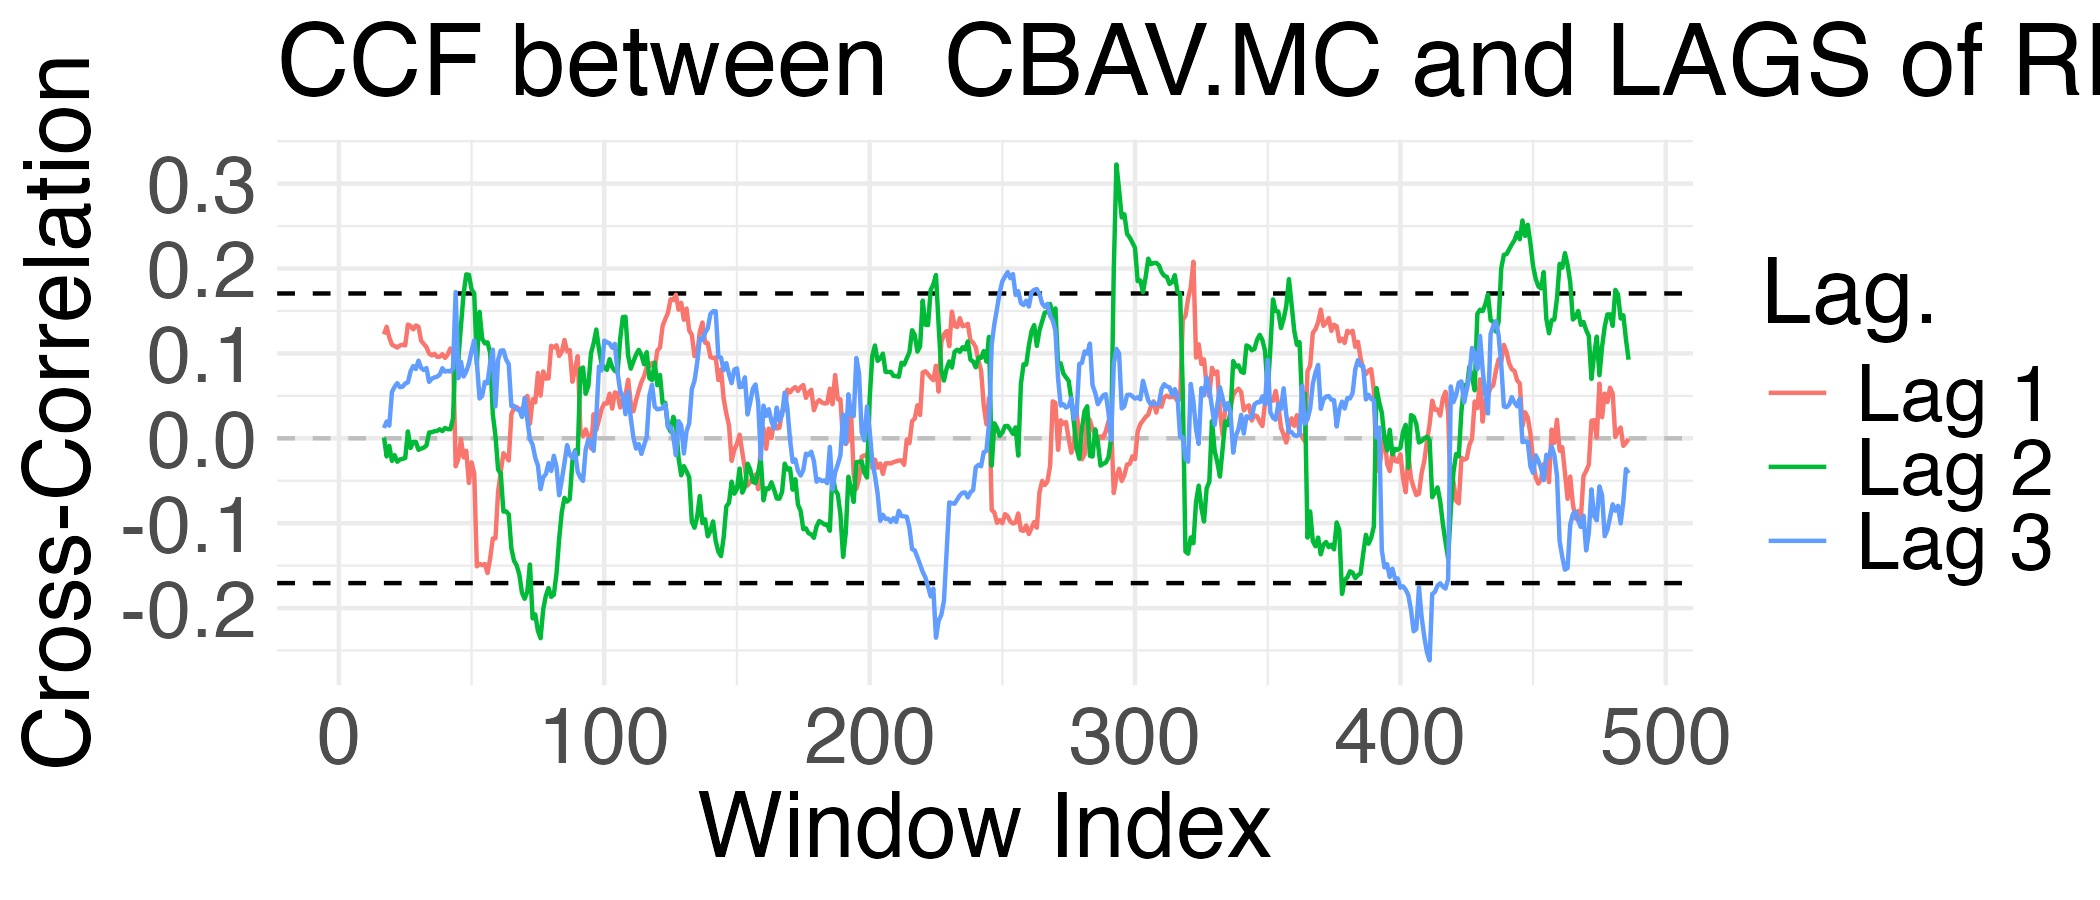 CCF between  CBAV.MC and LAGS of
Cross-Correlation
0.3
0.2
0.1
0.0
-0.1
-0.2
0 100 200 300 400 500
Window Index
Lag.
Lag 1
Lag 2
Lag 3